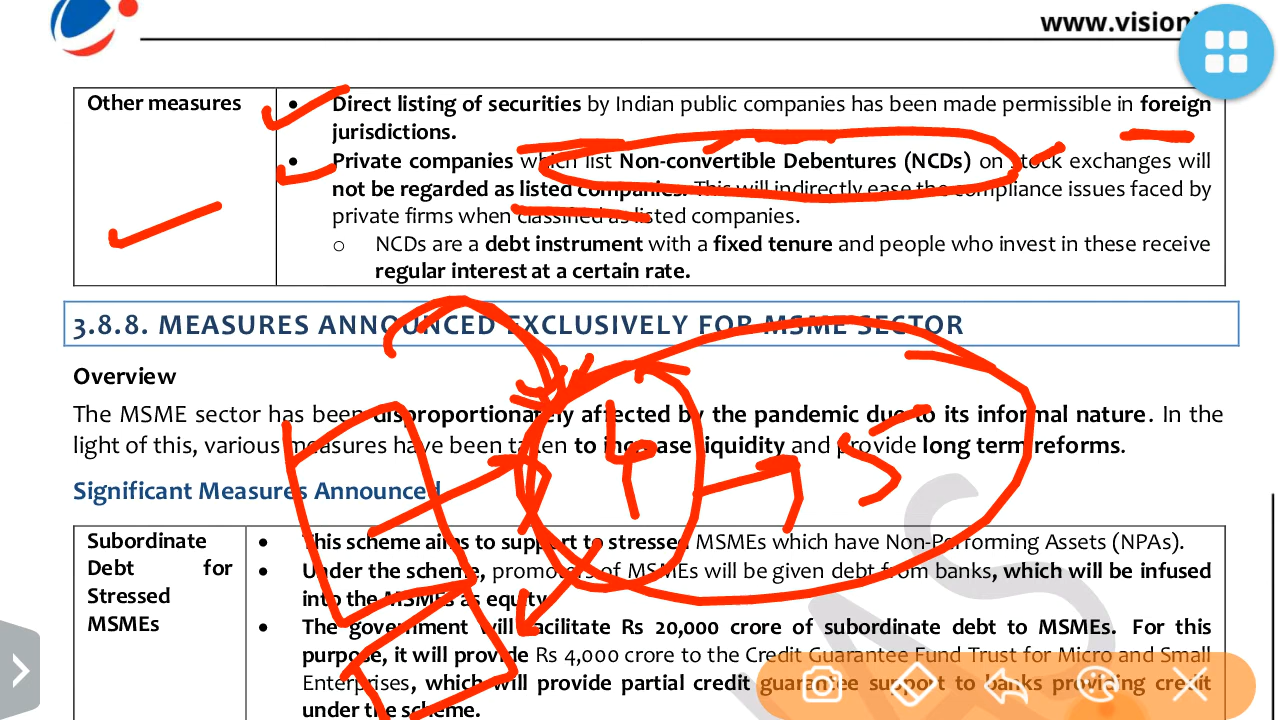 www.visioni
Other measures
• Direct listing of securities by Indian public companies has been made permissible in foreign
jurisdictions.
• Private companies which list Non-convertible Debentures (NCDs) on stock exchanges will
not be regarded as listed companies. This will indirectly ease the compliance issues faced by
private firms when classified as listed companies.
o NCDs are a debt instrument with a fixed tenure and people who invest in these receive
regular interest at a certain rate.
3.8.8. MEASURES ANNOUNCED EXCLUSIVELY FOR MSME SECTOR
Overview
The MSME sector has been disproportionately affected by the pandemic due to its informal nature. In the
light of this, various measures have been taken to increase liquidity and provide long term reforms.
Significant Measures Announced
Subordinate
Debt for
Stressed
MSMEs
• This scheme aims to support to stressed MSMEs which have Non-Performing Assets (NPAs).
• Under the scheme, promoters of MSMEs will be given debt from banks, which will be infused
into the MSMEs as equity.
• The government will facilitate Rs 20,000 crore of subordinate debt to MSMEs. For this
purpose, it will provide Rs 4,000 crore to the Credit Guarantee Fund Trust for Micro and Small
Enterprises, which will provide partial credit guarantee support to banks providing credit
under the scheme.
4 5